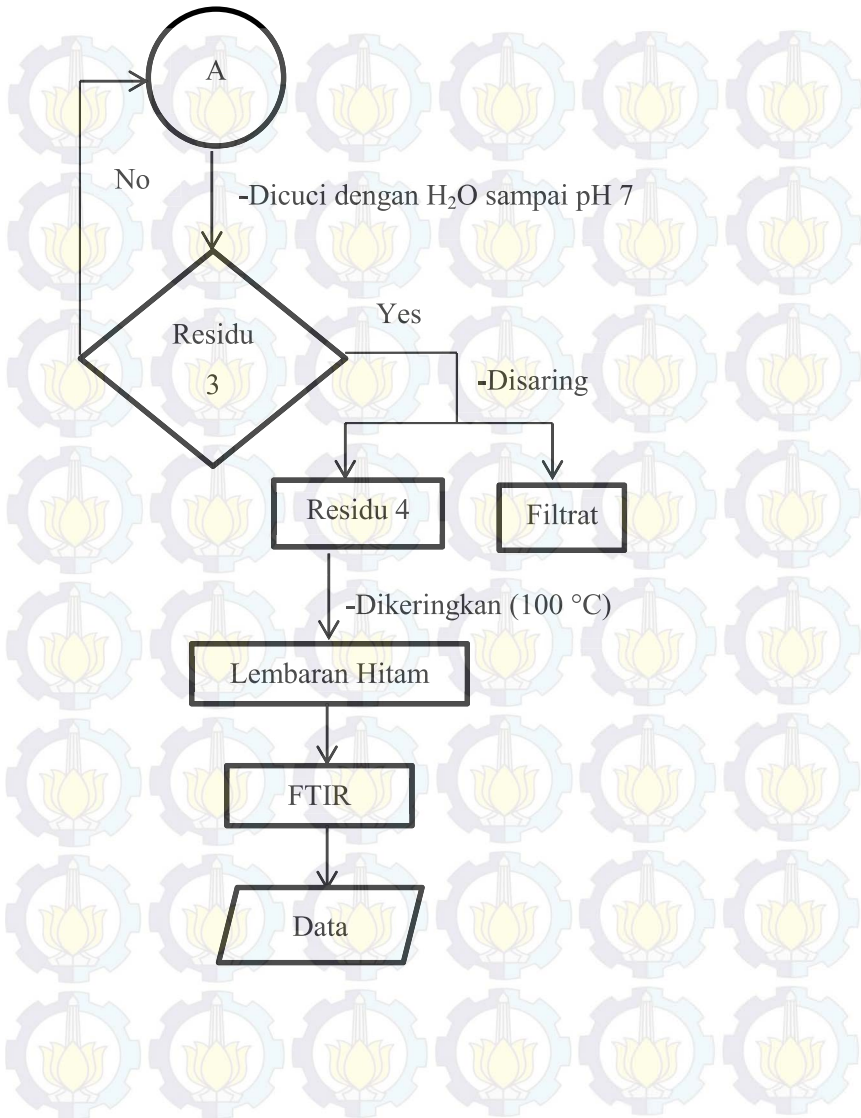 A
No
-Dicuci dengan H₂O sampai pH 7
Residu
3
Yes
-Disaring
Residu 4
Filtrat
-Dikeringkan (100 °C)
Lembaran Hitam
FTIR
Data